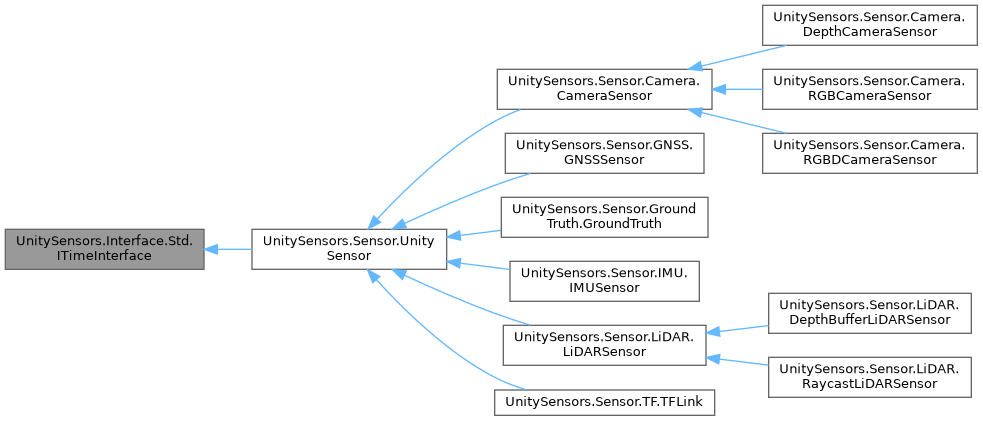 UnitySensors.Interface.Std.
ITimeInterface
UnitySensors.Sensor.Unity
Sensor
UnitySensors.Sensor.Camera.
CameraSensor
UnitySensors.Sensor.GNSS.
GNSSSensor
UnitySensors.Sensor.Ground
Truth.GroundTruth
UnitySensors.Sensor.IMU.
IMUSensor
UnitySensors.Sensor.LiDAR.
LiDARSensor
UnitySensors.Sensor.TF.TFLink
UnitySensors.Sensor.Camera.
DepthCameraSensor
UnitySensors.Sensor.Camera.
RGBCameraSensor
UnitySensors.Sensor.Camera.
RGBDCameraSensor
UnitySensors.Sensor.LiDAR.
DepthBufferLiDARSensor
UnitySensors.Sensor.LiDAR.
RaycastLiDARSensor